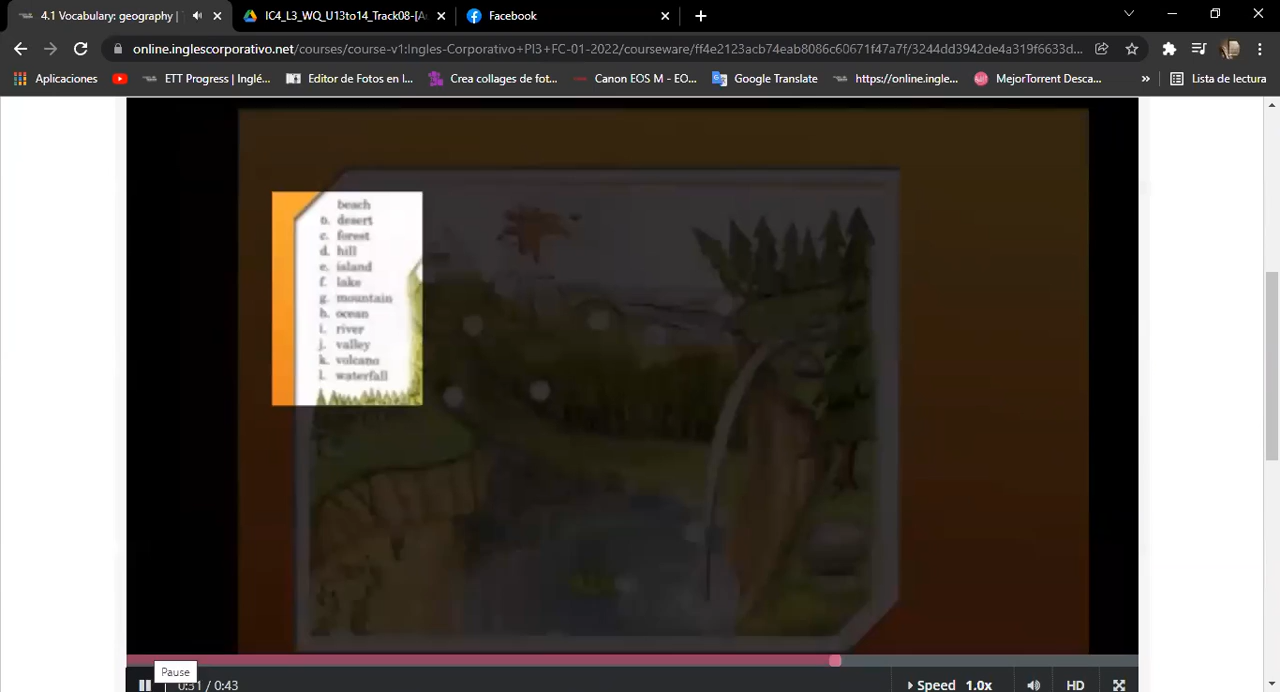 4.1 Vocabulary: geography |
IC4_L3_WQ_U13to14_Track08-[A
Facebook
online.inglescorporativo.net/courses/course-v1:Ingles-Corporativo+PI3+FC-01-2022/courseware/ff4e2123acb74eab8086c60671f47a7f/3244dd3942de4a319f6633d...
Aplicaciones
ETT Progress | Inglé...
Editor de Fotos en l...
Crea collages de fot...
Canon EOS M - EO...
Google Translate
https://online.ingle...
MejorTorrent Desca...
»
Lista de lectura
beach
b. desert
c. forest
d. hill
e. island
f. lake
g. mountain
h. ocean
i. river
j. valley
k. volcano
l. waterfall
Pause
0:31 / 0:43
Speed 1.0x
HD